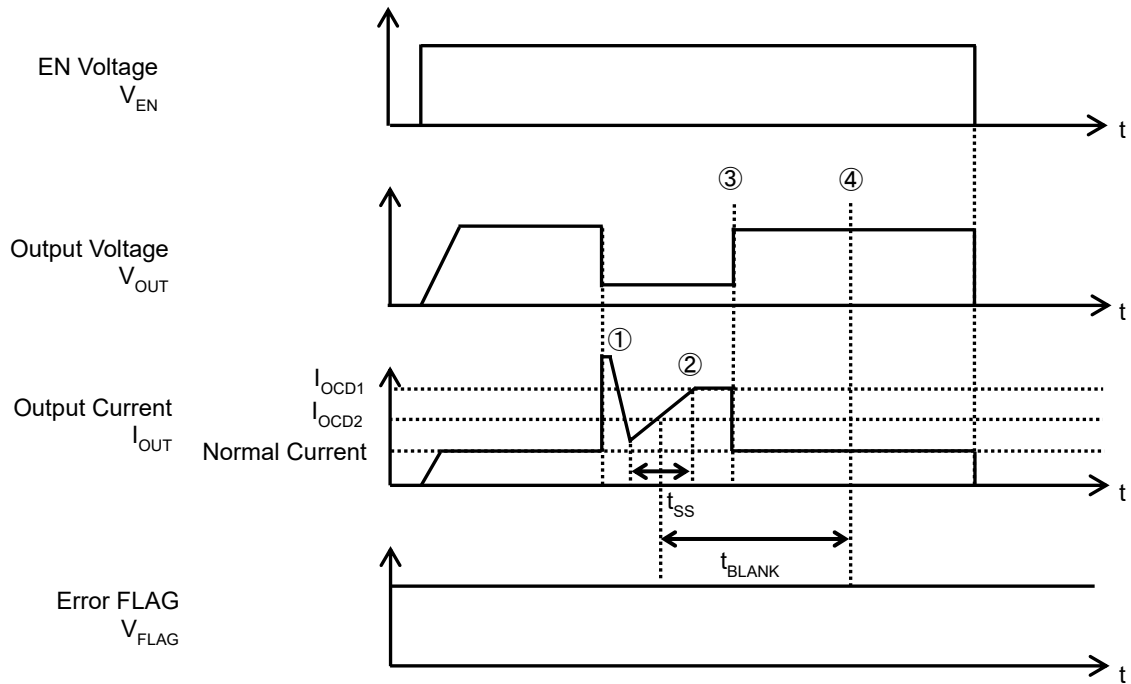 EN Voltage
V_EN
t
③ ④
Output Voltage
V_OUT
t
① ②
I_OCD1
Output Current
I_OCD2
I_OUT
Normal Current
t
t_SS
t_BLANK
Error FLAG
V_FLAG
t